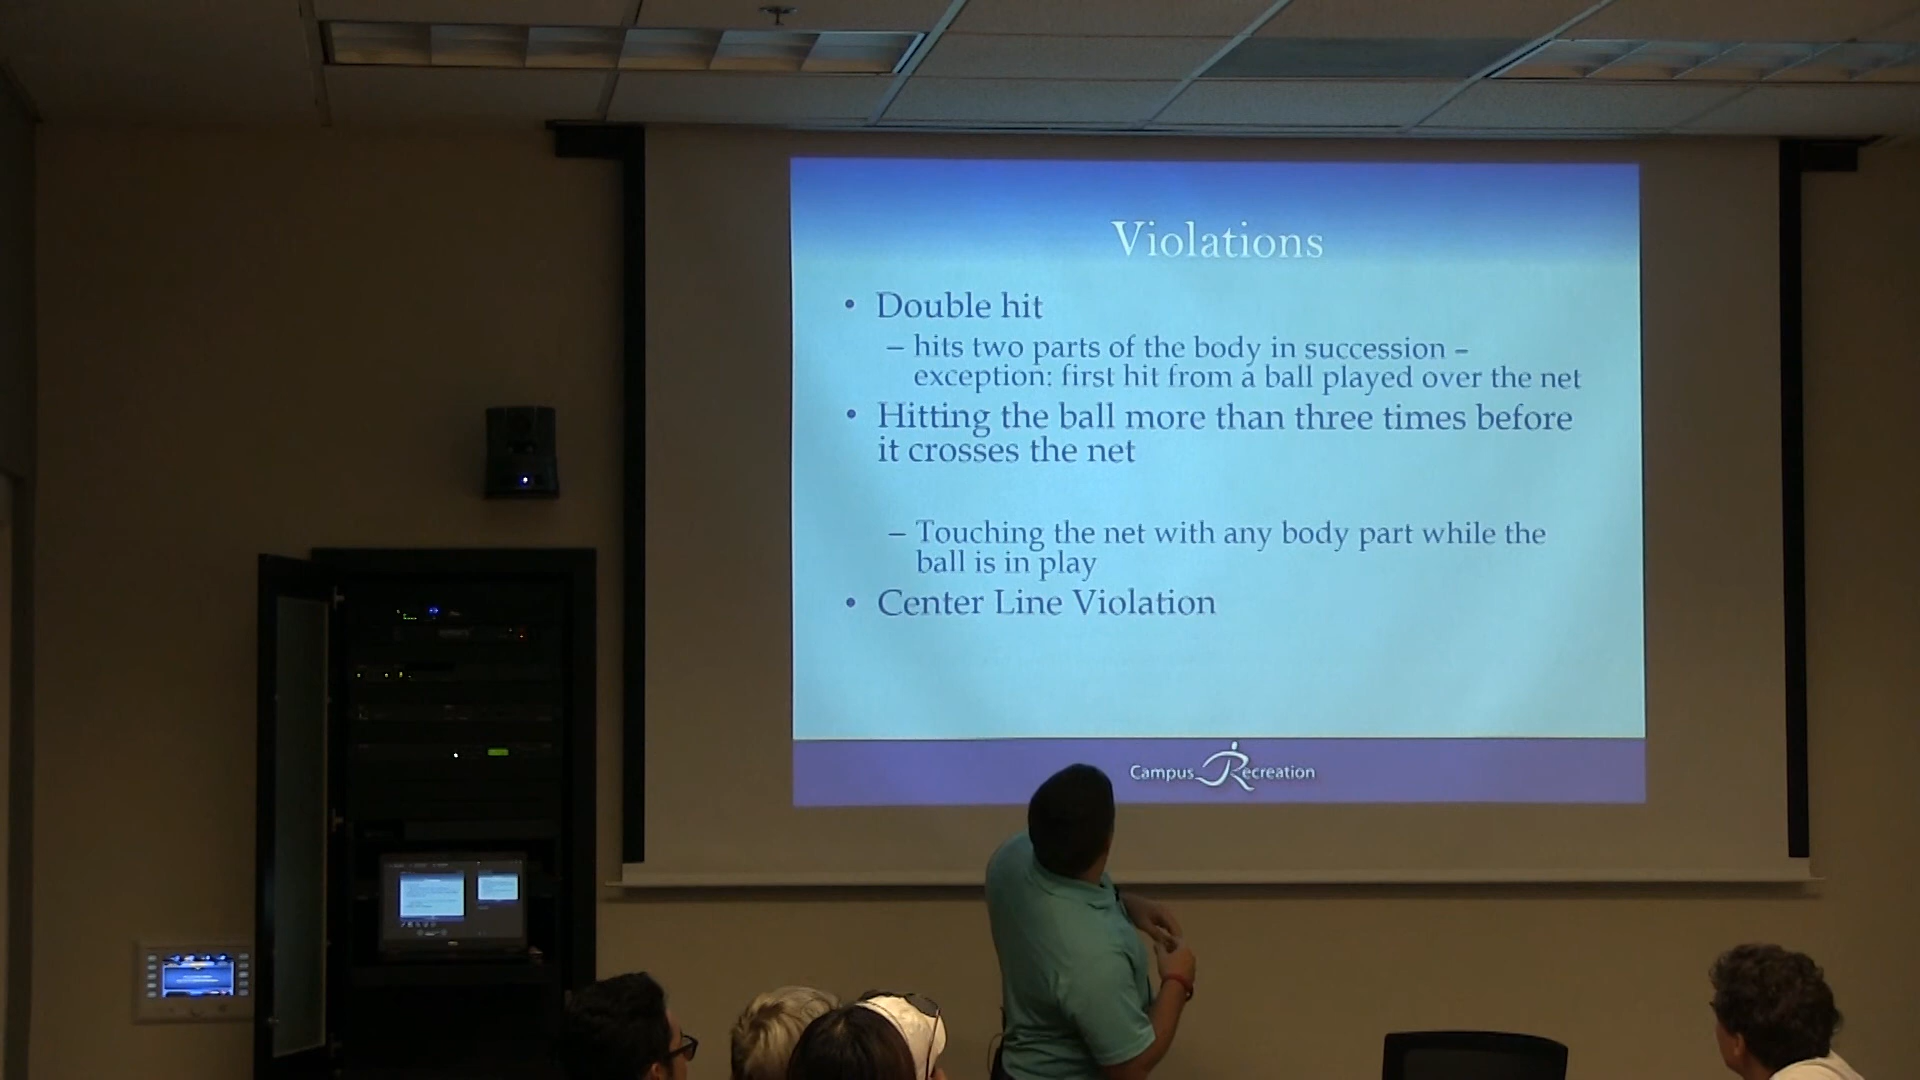 Violations
• Double hit
– hits two parts of the body in succession –
exception: first hit from a ball played over the net
• Hitting the ball more than three times before
it crosses the net
– Touching the net with any body part while the
ball is in play
• Center Line Violation
Campus Recreation